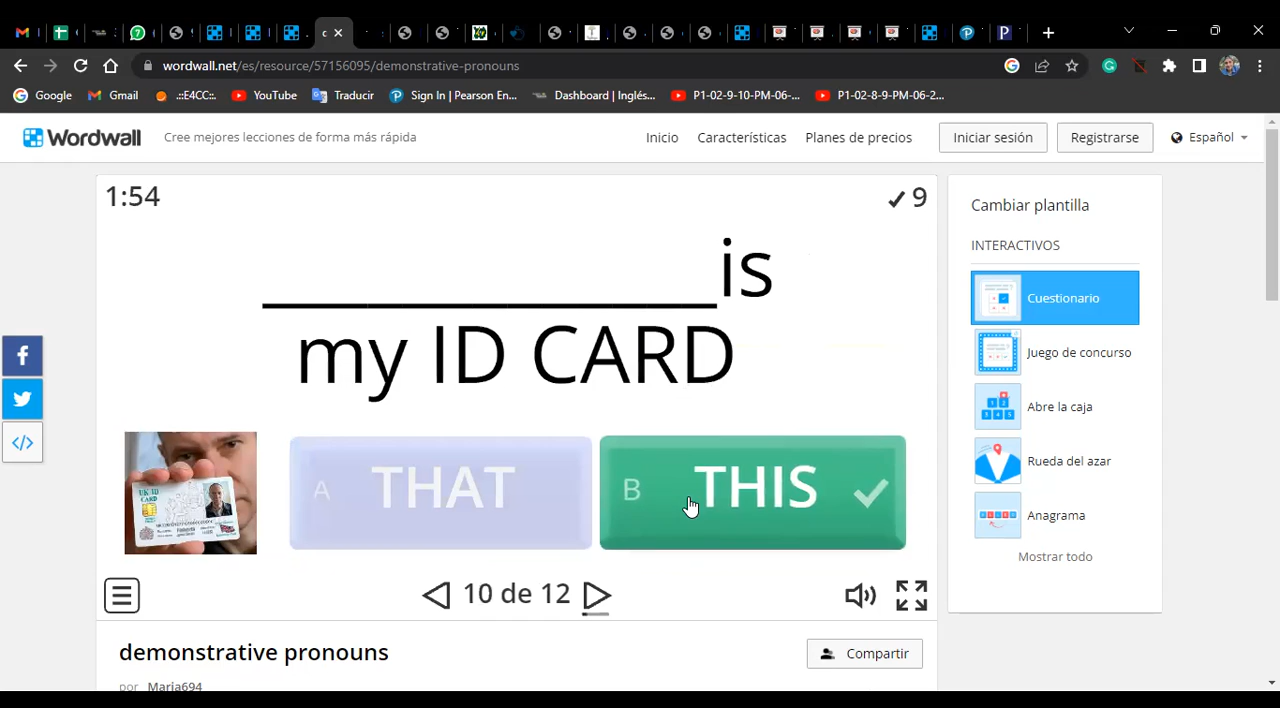 wordwall.net/es/resource/57156095/demonstrative-pronouns
Google
Gmail
.::E4CC::.
YouTube
Traducir
Sign In | Pearson En...
Dashboard | Inglés...
P1-02-9-10-PM-06-...
P1-02-8-9-PM-06-2...
Wordwall
Cree mejores lecciones de forma más rápida
Inicio
Características
Planes de precios
Iniciar sesión
Registrarse
Español
1:54
9
_____________is
my ID CARD
UK ID
CARD
A THAT
B THIS
10 de 12
demonstrative pronouns
Compartir
por Maria694
Cambiar plantilla
INTERACTIVOS
Cuestionario
Juego de concurso
Abre la caja
Rueda del azar
Anagrama
Mostrar todo